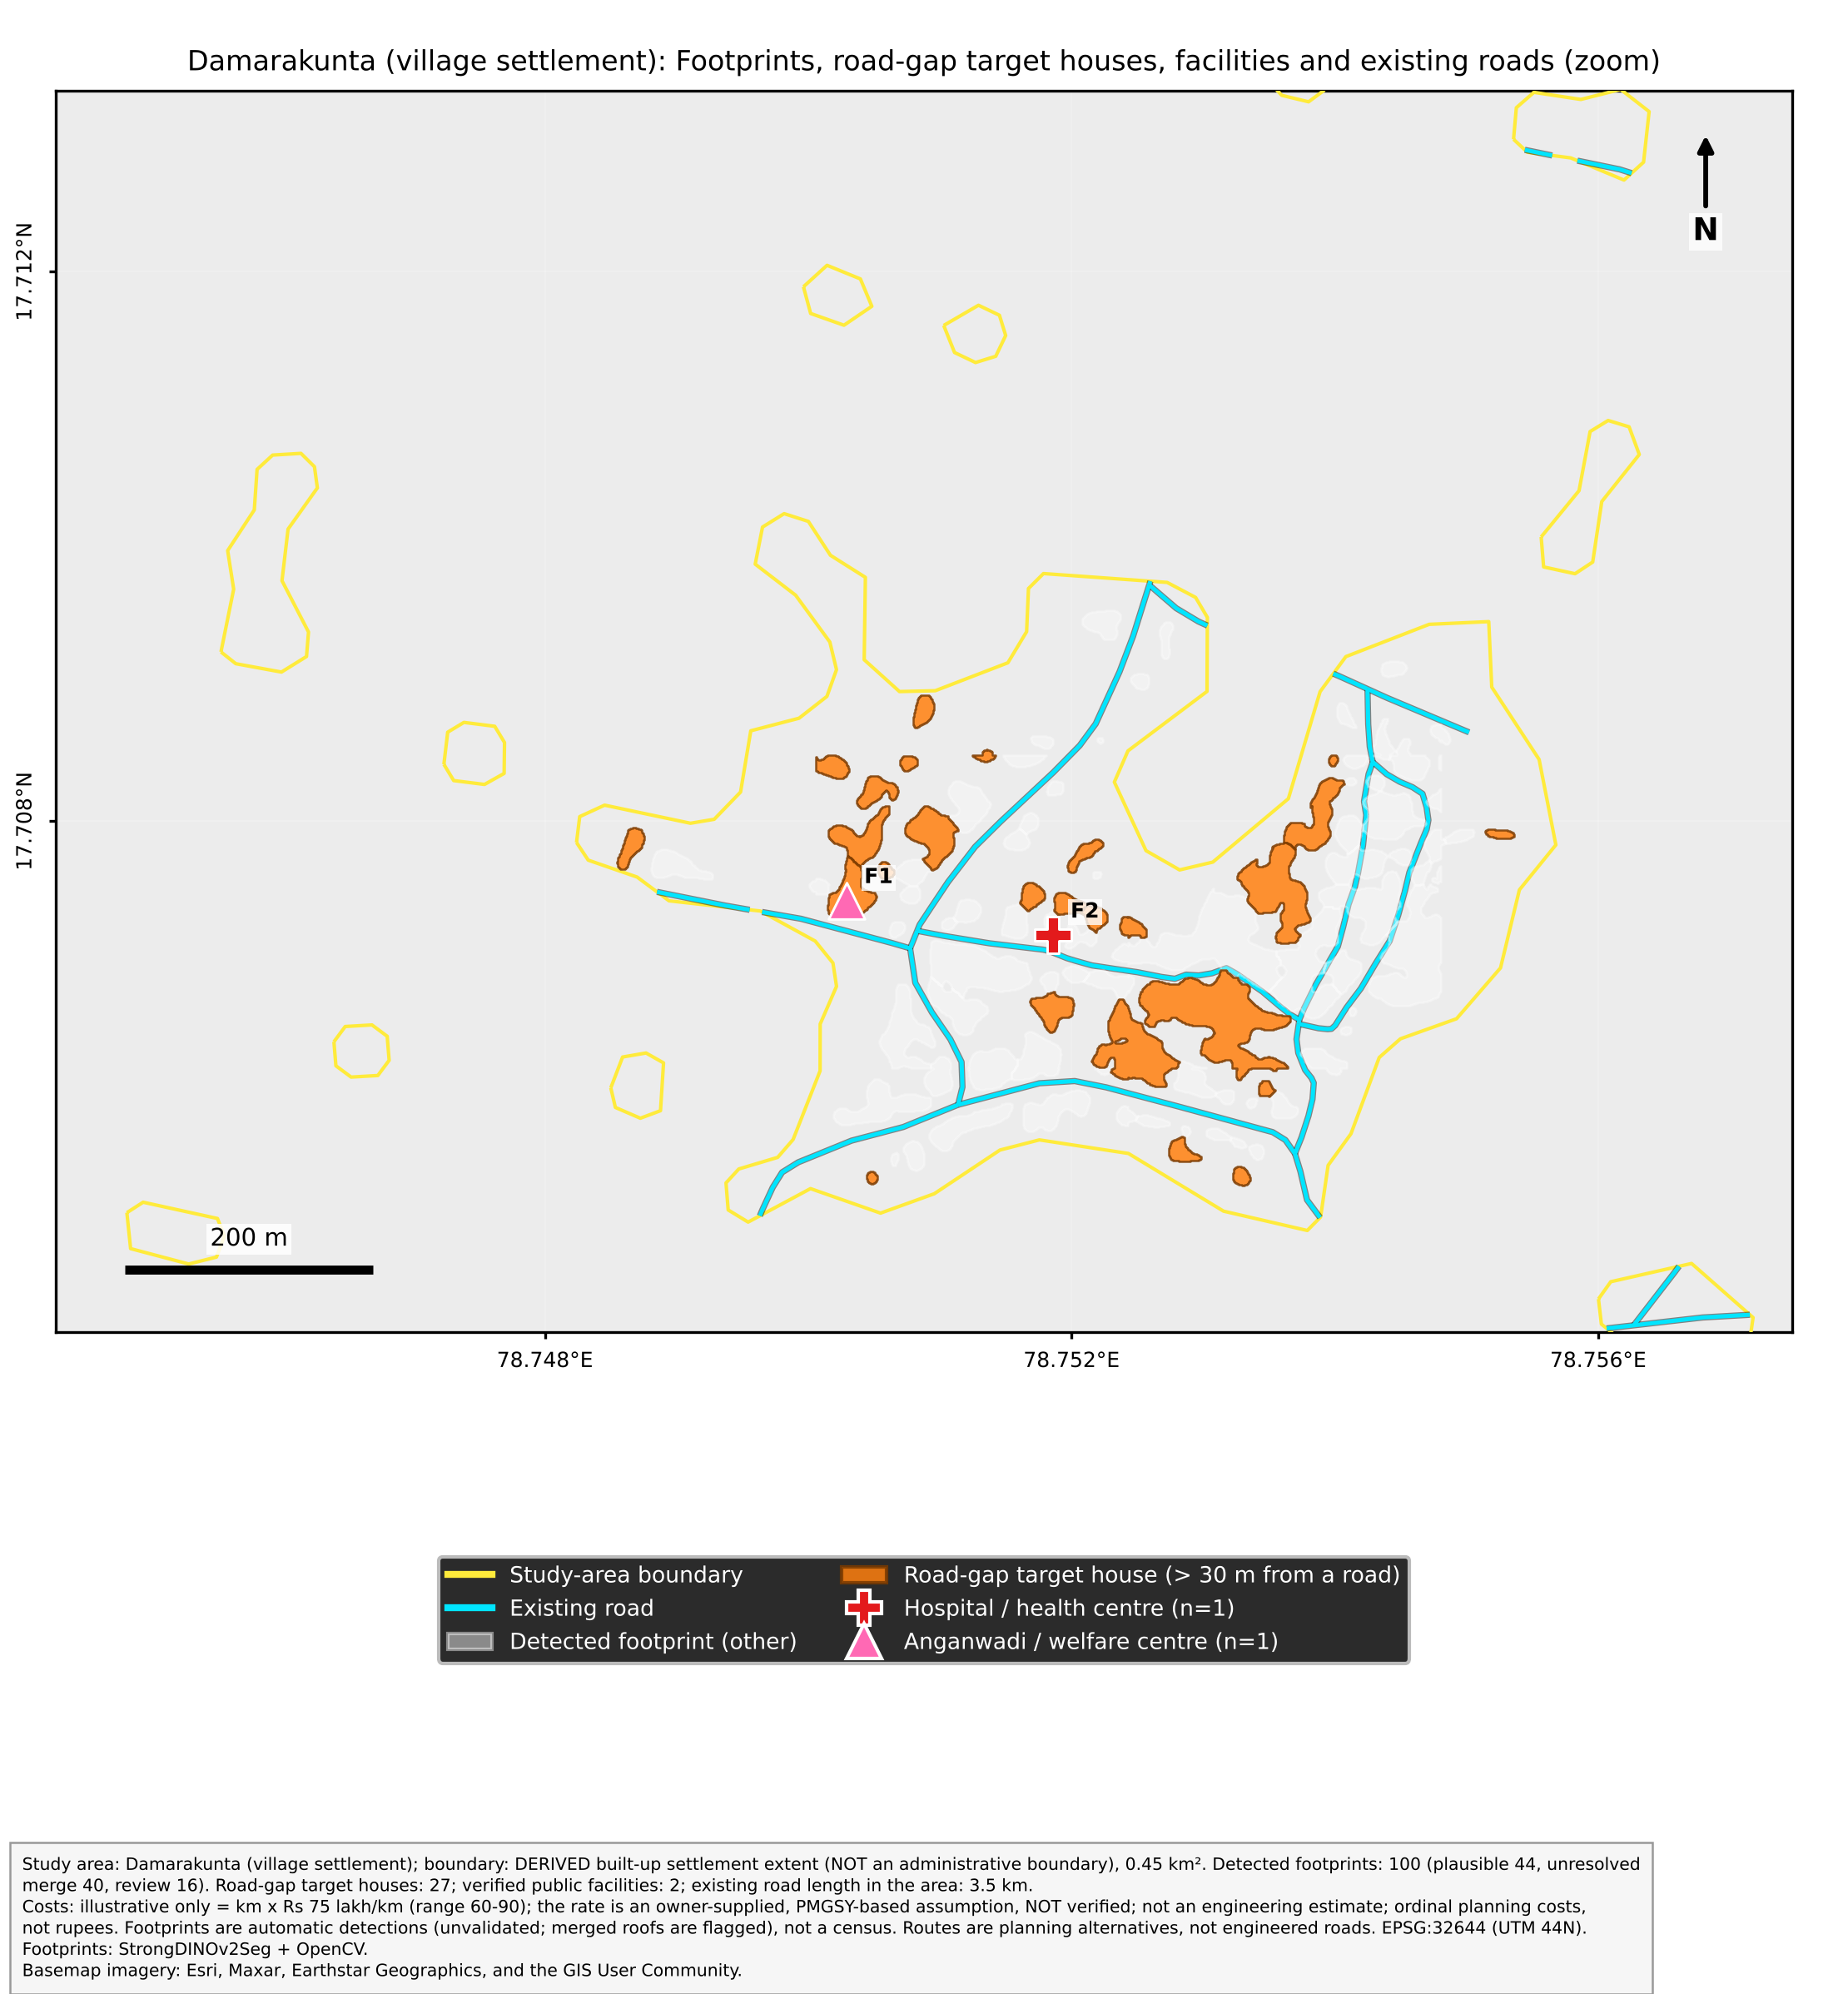 Damarakunta (village settlement): Footprints, road-gap target houses, facilities and existing roads (zoom)
N
17.712°N
17.708°N
F1
F2
200 m
78.748°E
78.752°E
78.756°E
Study-area boundary
Existing road
Detected footprint (other)
Road-gap target house (> 30 m from a road)
Hospital / health centre (n=1)
Anganwadi / welfare centre (n=1)
Study area: Damarakunta (village settlement); boundary: DERIVED built-up settlement extent (NOT an administrative boundary), 0.45 km². Detected footprints: 100 (plausible 44, unresolved
merge 40, review 16). Road-gap target houses: 27; verified public facilities: 2; existing road length in the area: 3.5 km.
Costs: illustrative only = km x Rs 75 lakh/km (range 60-90); the rate is an owner-supplied, PMGSY-based assumption, NOT verified; not an engineering estimate; ordinal planning costs,
not rupees. Footprints are automatic detections (unvalidated; merged roofs are flagged), not a census. Routes are planning alternatives, not engineered roads. EPSG:32644 (UTM 44N).
Footprints: StrongDINOv2Seg + OpenCV.
Basemap imagery: Esri, Maxar, Earthstar Geographics, and the GIS User Community.